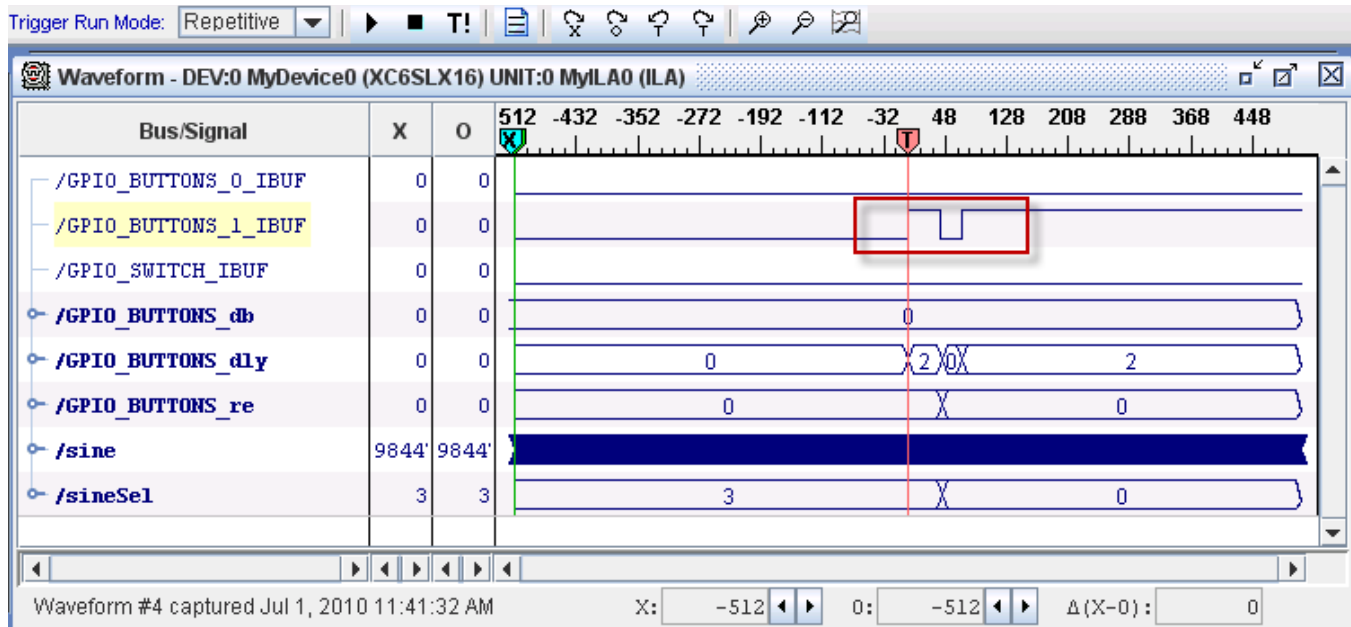 Trigger Run Mode: Repetitive T!
Waveform - DEV:0 MyDevice0 (XC6SLX16) UNIT:0 MyILA0 (ILA)
Bus/Signal X O 512 -432 -352 -272 -192 -112 -32 48 128 208 288 368 448
X T
/GPIO_BUTTONS_0_IBUF 0 0
/GPIO_BUTTONS_1_IBUF 0 0
/GPIO_SWITCH_IBUF 0 0
/GPIO_BUTTONS_db 0 0 0
/GPIO_BUTTONS_dly 0 0 0 2 0 2
/GPIO_BUTTONS_re 0 0 0 0
/sine 9844' 9844'
/sineSel 3 3 3 0
Waveform #4 captured Jul 1, 2010 11:41:32 AM X: -512 O: -512 Δ(X-O): 0